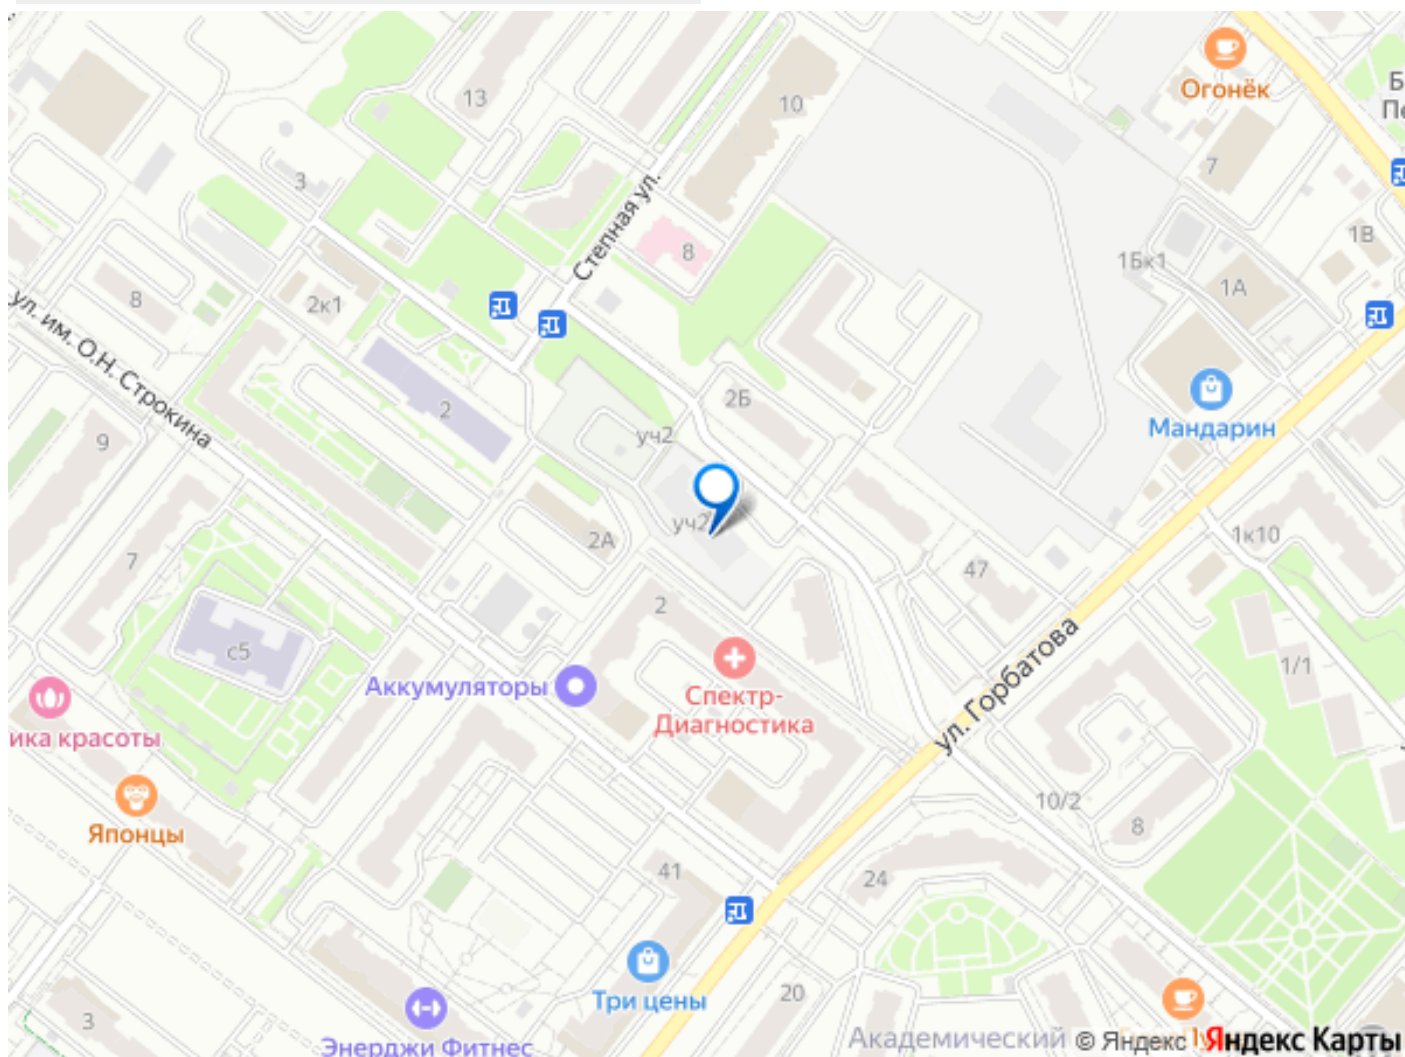 Огонёк
13
10
7
3
Степная ул.
8
1В
1Бк1
1А
8
2к1
ул. им. О.Н. Строкина
2Б
2
уч2
Мандарин
9
уч2
2А
1к10
7
47
2
с5
1/1
Аккумуляторы
Спектр-
Диагностика
ул. Горбатова
ика красоты
10/2
8
Японцы
41
24
Три цены
20
3
Энерджи Фитнес
Академический
© Яндекс
Яндекс Карты